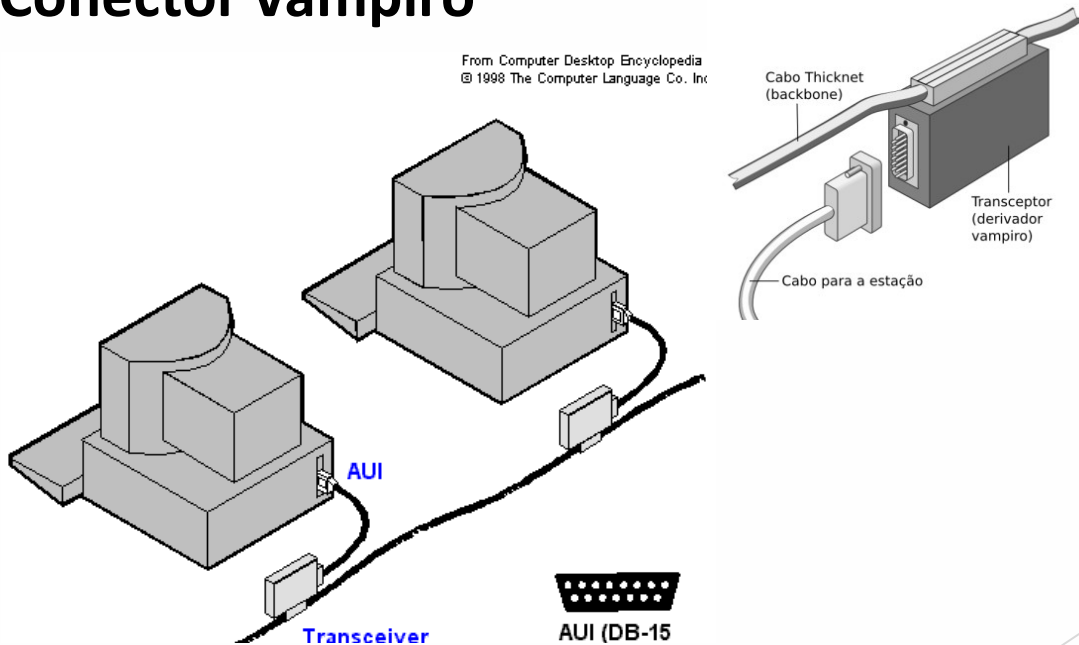 Conector vampiro
From Computer Desktop Encyclopedia
© 1998 The Computer Language Co. Inc
Cabo Thicknet
(backbone)
Transceptor
(derivador
vampiro)
Cabo para a estação
AUI
Transceiver
AUI (DB-15